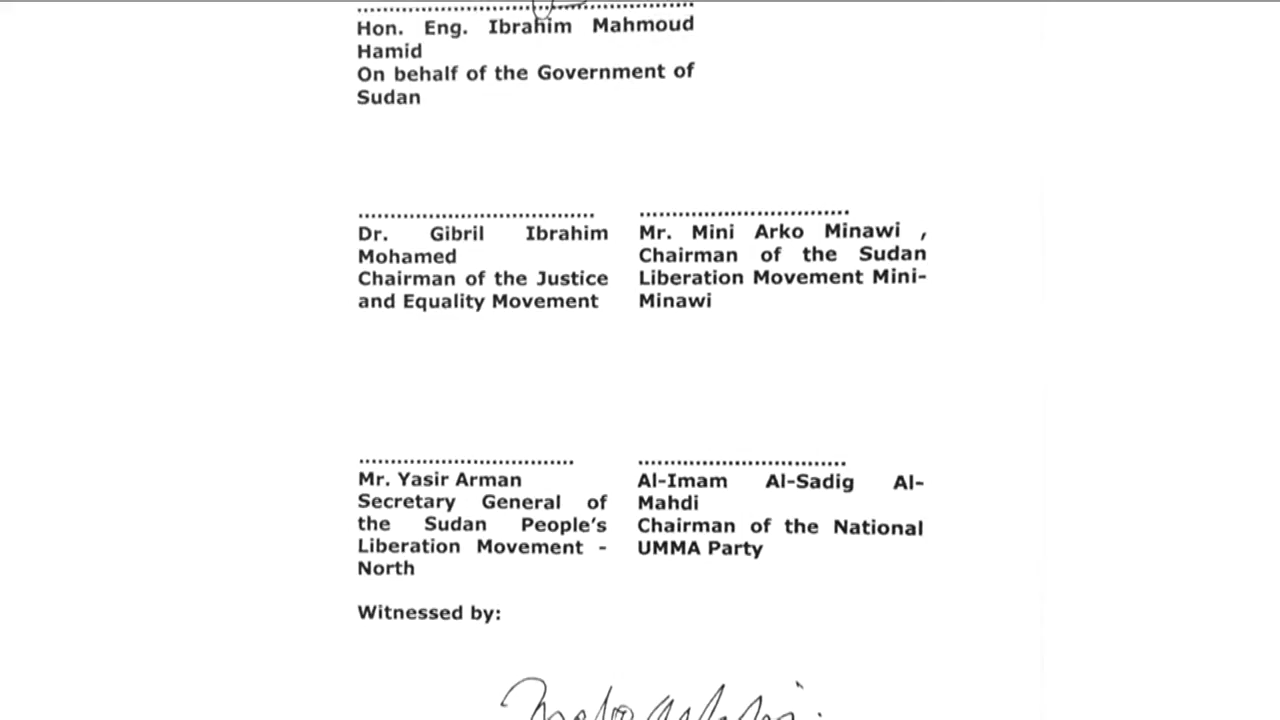 Hon. Eng. Ibrahim Mahmoud
Hamid
On behalf of the Government of
Sudan
Dr. Gibril Ibrahim
Mohamed
Chairman of the Justice
and Equality Movement
Mr. Mini Arko Minawi ,
Chairman of the Sudan
Liberation Movement Mini-
Minawi
Mr. Yasir Arman
Secretary General of
the Sudan People's
Liberation Movement -
North
Al-Imam Al-Sadig Al-
Mahdi
Chairman of the National
UMMA Party
Witnessed by: